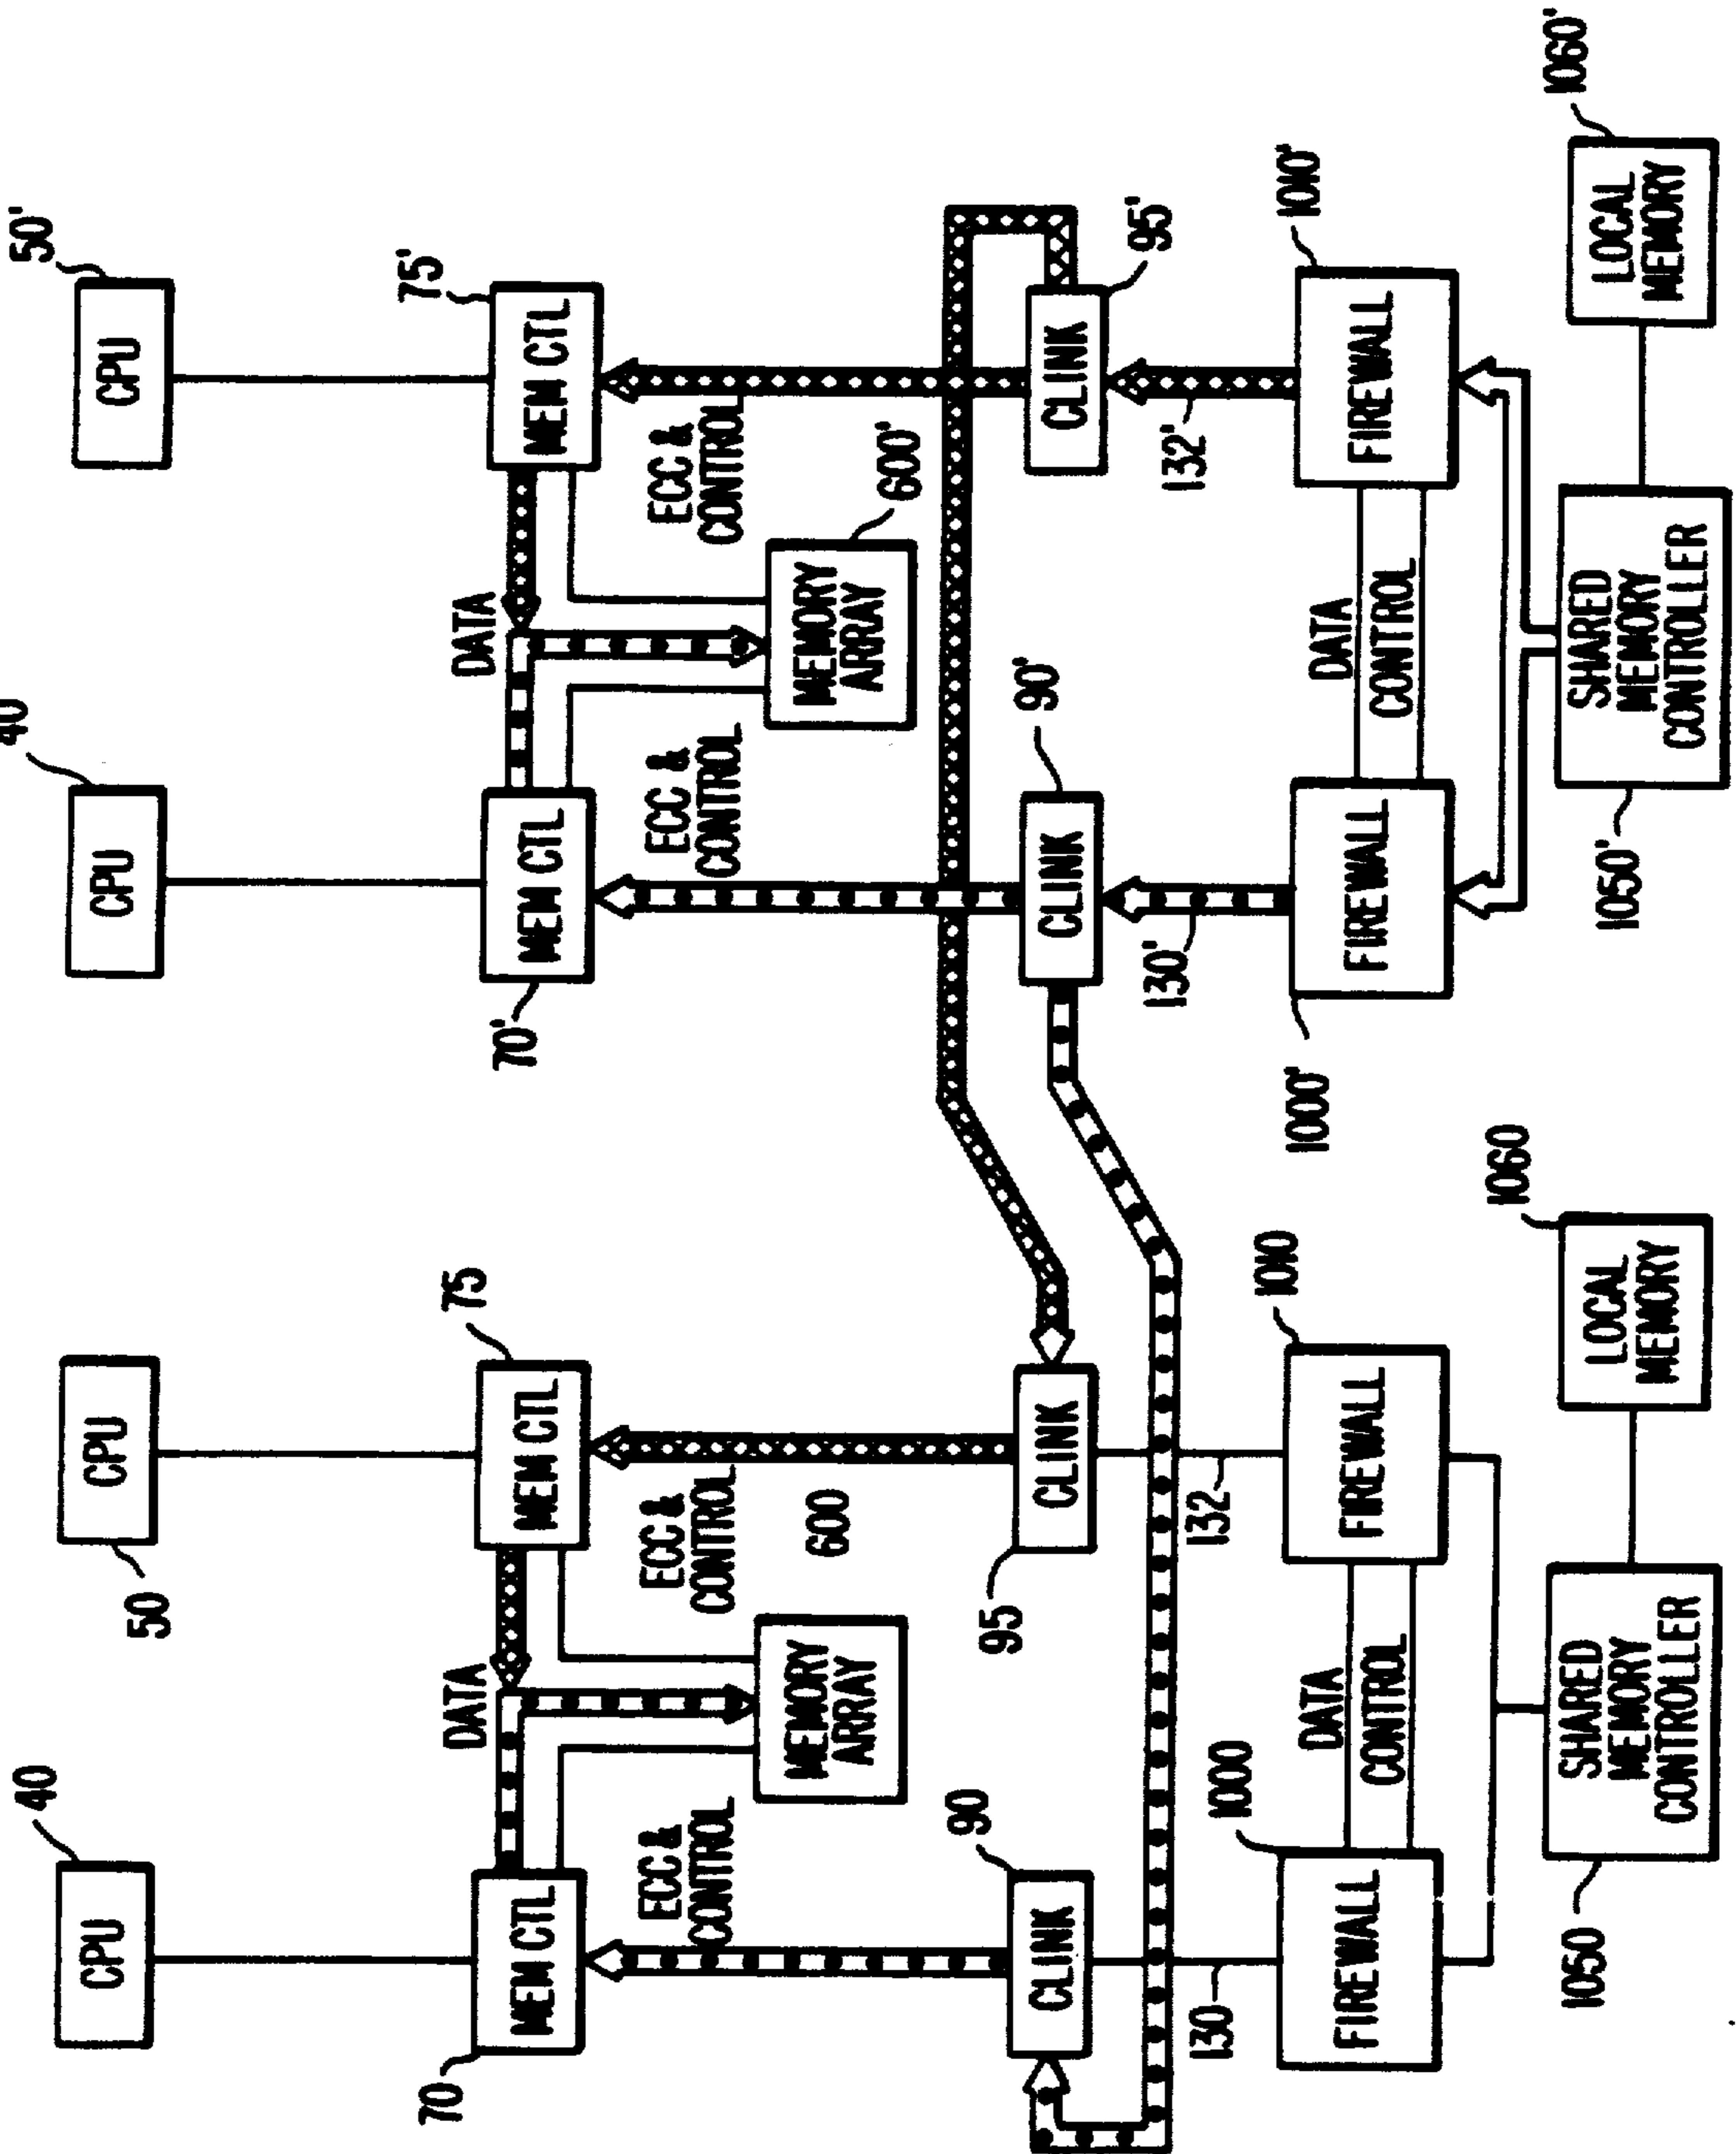 40
CPU
50
CPU
40
CPU
50'
CPU
70
MEM CTL
75
MEM CTL
70'
MEM CTL
75'
MEM CTL
DATA
DATA
ECC &
CONTROL
ECC &
CONTROL
ECC &
CONTROL
ECC &
CONTROL
MEMORY
ARRAY
600
MEMORY
ARRAY
600'
90
CLINK
95
CLINK
90'
CLINK
95'
CLINK
130
132
130'
132'
1000
FIREWALL
DATA
CONTROL
1010
FIREWALL
1000'
FIREWALL
DATA
CONTROL
1010'
FIREWALL
1050
SHARED
MEMORY
CONTROLLER
1060
LOCAL
MEMORY
1050'
SHARED
MEMORY
CONTROLLER
1060'
LOCAL
MEMORY